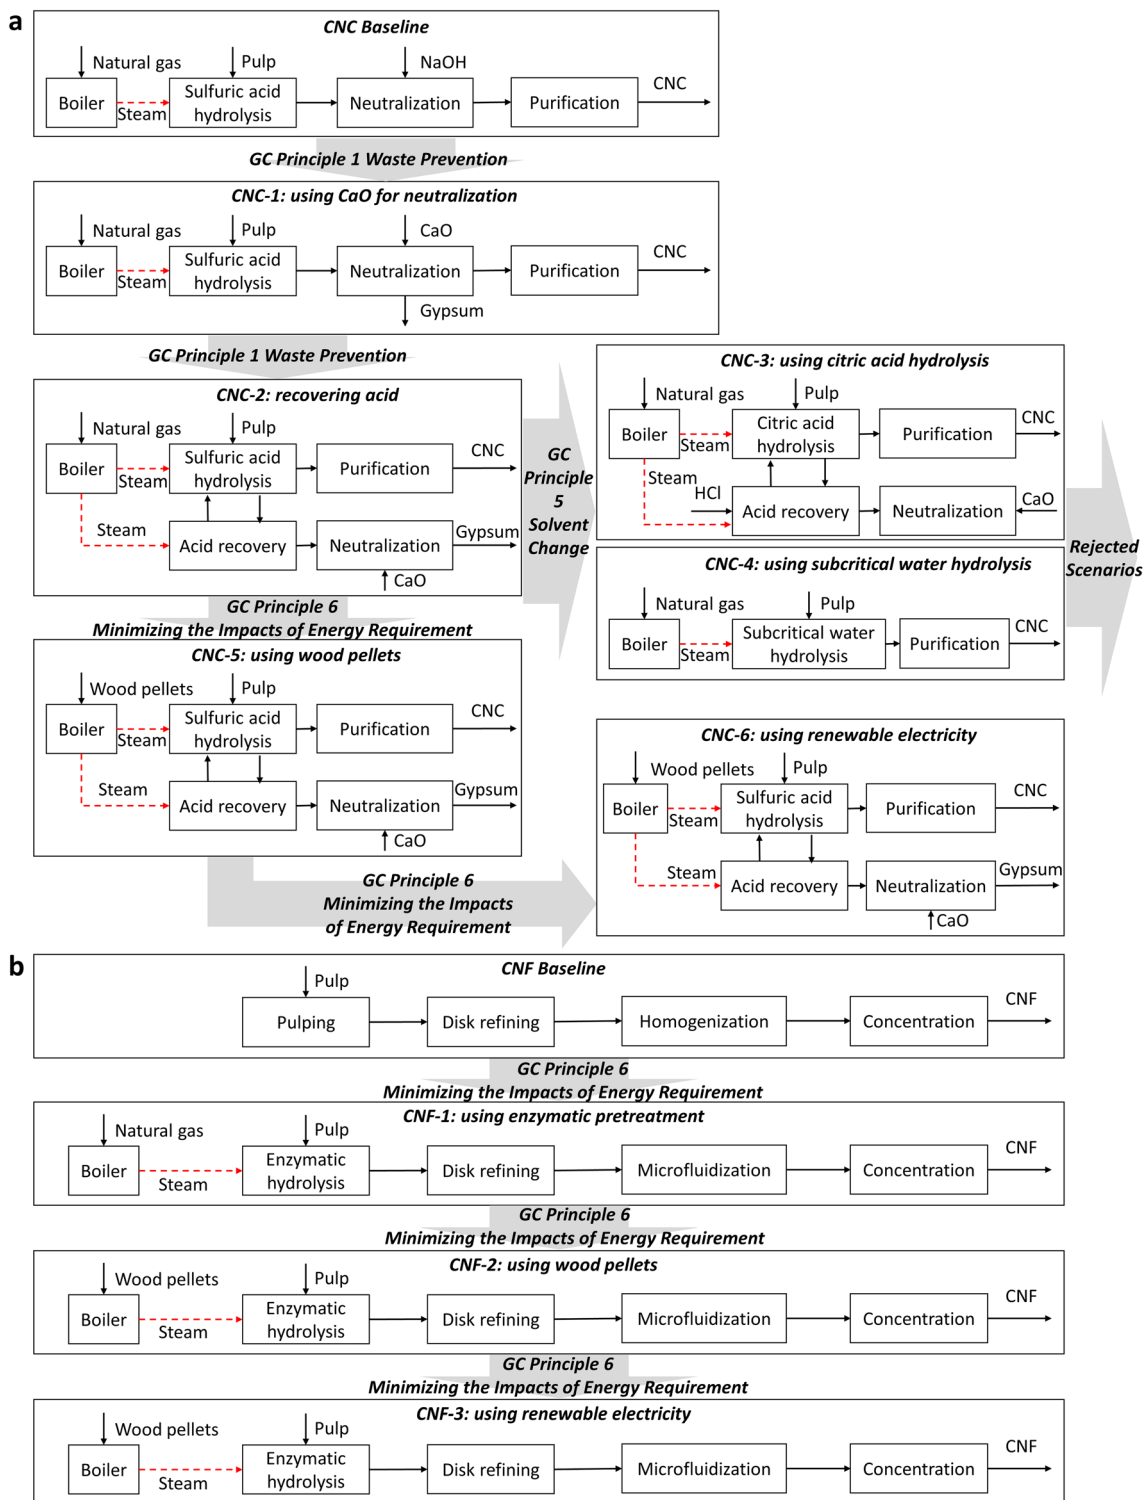 a
CNC Baseline
Natural gas
Pulp
NaOH
Boiler
Steam
Sulfuric acid
hydrolysis
Neutralization
Purification
CNC
GC Principle 1 Waste Prevention
CNC-1: using CaO for neutralization
Natural gas
Pulp
CaO
Boiler
Steam
Sulfuric acid
hydrolysis
Neutralization
Purification
CNC
Gypsum
GC Principle 1 Waste Prevention
CNC-2: recovering acid
Natural gas
Pulp
Boiler
Steam
Sulfuric acid
hydrolysis
Purification
CNC
Steam
Acid recovery
Neutralization
Gypsum
CaO
GC
Principle
5
Solvent
Change
CNC-3: using citric acid hydrolysis
Natural gas
Pulp
Boiler
Steam
Citric acid
hydrolysis
Purification
CNC
Steam
HCl
Acid recovery
Neutralization
CaO
CNC-4: using subcritical water hydrolysis
Natural gas
Pulp
Boiler
Steam
Subcritical water
hydrolysis
Purification
CNC
Rejected
Scenarios
GC Principle 6
Minimizing the Impacts of Energy Requirement
CNC-5: using wood pellets
Wood pellets
Pulp
Boiler
Steam
Sulfuric acid
hydrolysis
Purification
CNC
Steam
Acid recovery
Neutralization
Gypsum
CaO
GC Principle 6
Minimizing the Impacts
of Energy Requirement
CNC-6: using renewable electricity
Wood pellets
Pulp
Boiler
Steam
Sulfuric acid
hydrolysis
Purification
CNC
Steam
Acid recovery
Neutralization
Gypsum
CaO
b
CNF Baseline
Pulp
Pulping
Disk refining
Homogenization
Concentration
CNF
GC Principle 6
Minimizing the Impacts of Energy Requirement
CNF-1: using enzymatic pretreatment
Natural gas
Pulp
Boiler
Steam
Enzymatic
hydrolysis
Disk refining
Microfluidization
Concentration
CNF
GC Principle 6
Minimizing the Impacts of Energy Requirement
CNF-2: using wood pellets
Wood pellets
Pulp
Boiler
Steam
Enzymatic
hydrolysis
Disk refining
Microfluidization
Concentration
CNF
GC Principle 6
Minimizing the Impacts of Energy Requirement
CNF-3: using renewable electricity
Wood pellets
Pulp
Boiler
Steam
Enzymatic
hydrolysis
Disk refining
Microfluidization
Concentration
CNF